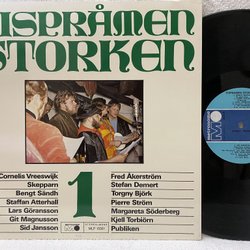 ISPRÅMEN
STORKEN
1
Cornelis Vreeswijk
Skepparn
Bengt Sändh
Staffan Atterhall
Lars Göransson
Git Magnusson
Sid Jansson
Fred Åkerström
Stefan Demert
Torgny Björk
Pierre Ström
Margareta Söderberg
Kjell Torbiörn
Publiken